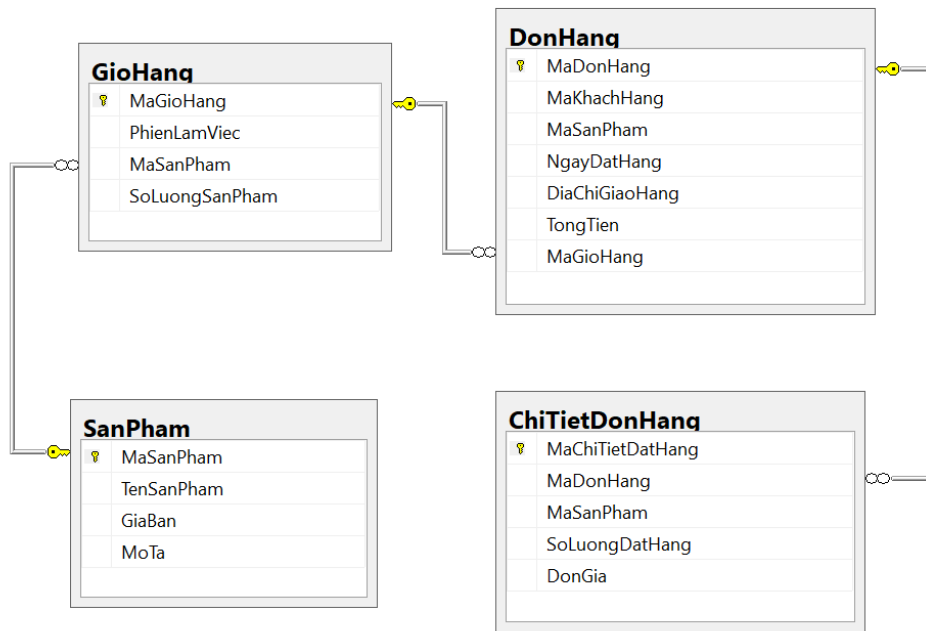 GioHang
MaGioHang
PhienLamViec
MaSanPham
SoLuongSanPham
DonHang
MaDonHang
MaKhachHang
MaSanPham
NgayDatHang
DiaChiGiaoHang
TongTien
MaGioHang
SanPham
MaSanPham
TenSanPham
GiaBan
MoTa
ChiTietDonHang
MaChiTietDatHang
MaDonHang
MaSanPham
SoLuongDatHang
DonGia